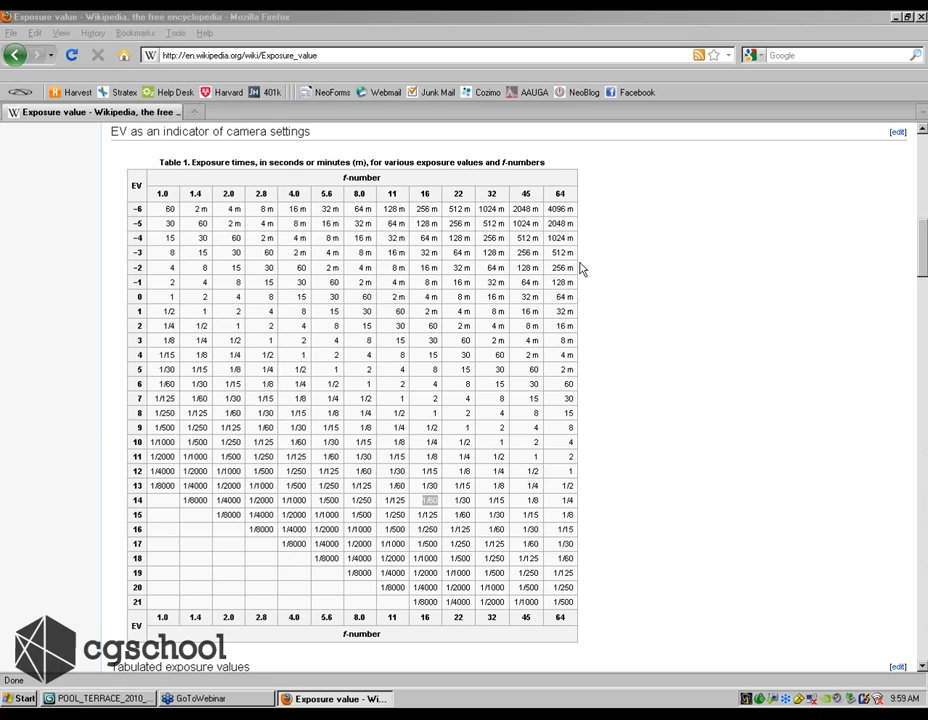 Exposure value - Wikipedia, the free encyclopedia - Mozilla Firefox
File Edit View History Bookmarks Tools Help
http://en.wikipedia.org/wiki/Exposure_value Google
Harvest Stratex Help Desk Harvard 401k NeoForms Webmail Junk Mail Cozimo AAUGA NeoBlog Facebook
Exposure value - Wikipedia, the free ...
EV as an indicator of camera settings [edit]
Table 1. Exposure times, in seconds or minutes (m), for various exposure values and f-numbers
EV f-number
1.0 1.4 2.0 2.8 4.0 5.6 8.0 11 16 22 32 45 64
−6 60 2 m 4 m 8 m 16 m 32 m 64 m 128 m 256 m 512 m 1024 m 2048 m 4096 m
−5 30 60 2 m 4 m 8 m 16 m 32 m 64 m 128 m 256 m 512 m 1024 m 2048 m
−4 15 30 60 2 m 4 m 8 m 16 m 32 m 64 m 128 m 256 m 512 m 1024 m
−3 8 15 30 60 2 m 4 m 8 m 16 m 32 m 64 m 128 m 256 m 512 m
−2 4 8 15 30 60 2 m 4 m 8 m 16 m 32 m 64 m 128 m 256 m
−1 2 4 8 15 30 60 2 m 4 m 8 m 16 m 32 m 64 m 128 m
0 1 2 4 8 15 30 60 2 m 4 m 8 m 16 m 32 m 64 m
1 1/2 1 2 4 8 15 30 60 2 m 4 m 8 m 16 m 32 m
2 1/4 1/2 1 2 4 8 15 30 60 2 m 4 m 8 m 16 m
3 1/8 1/4 1/2 1 2 4 8 15 30 60 2 m 4 m 8 m
4 1/15 1/8 1/4 1/2 1 2 4 8 15 30 60 2 m 4 m
5 1/30 1/15 1/8 1/4 1/2 1 2 4 8 15 30 60 2 m
6 1/60 1/30 1/15 1/8 1/4 1/2 1 2 4 8 15 30 60
7 1/125 1/60 1/30 1/15 1/8 1/4 1/2 1 2 4 8 15 30
8 1/250 1/125 1/60 1/30 1/15 1/8 1/4 1/2 1 2 4 8 15
9 1/500 1/250 1/125 1/60 1/30 1/15 1/8 1/4 1/2 1 2 4 8
10 1/1000 1/500 1/250 1/125 1/60 1/30 1/15 1/8 1/4 1/2 1 2 4
11 1/2000 1/1000 1/500 1/250 1/125 1/60 1/30 1/15 1/8 1/4 1/2 1 2
12 1/4000 1/2000 1/1000 1/500 1/250 1/125 1/60 1/30 1/15 1/8 1/4 1/2 1
13 1/8000 1/4000 1/2000 1/1000 1/500 1/250 1/125 1/60 1/30 1/15 1/8 1/4 1/2
14 1/8000 1/4000 1/2000 1/1000 1/500 1/250 1/125 1/60 1/30 1/15 1/8 1/4
15 1/8000 1/4000 1/2000 1/1000 1/500 1/250 1/125 1/60 1/30 1/15 1/8
16 1/8000 1/4000 1/2000 1/1000 1/500 1/250 1/125 1/60 1/30 1/15
17 1/8000 1/4000 1/2000 1/1000 1/500 1/250 1/125 1/60 1/30
18 1/8000 1/4000 1/2000 1/1000 1/500 1/250 1/125 1/60
19 1/8000 1/4000 1/2000 1/1000 1/500 1/250 1/125
20 1/8000 1/4000 1/2000 1/1000 1/500 1/250
21 1/8000 1/4000 1/2000 1/1000 1/500
EV 1.0 1.4 2.0 2.8 4.0 5.6 8.0 11 16 22 32 45 64
f-number
cgschool
Tabulated exposure values [edit]
Done
Start POOL_TERRACE_2010_... GoToWebinar Exposure value - Wi... 9:59 AM